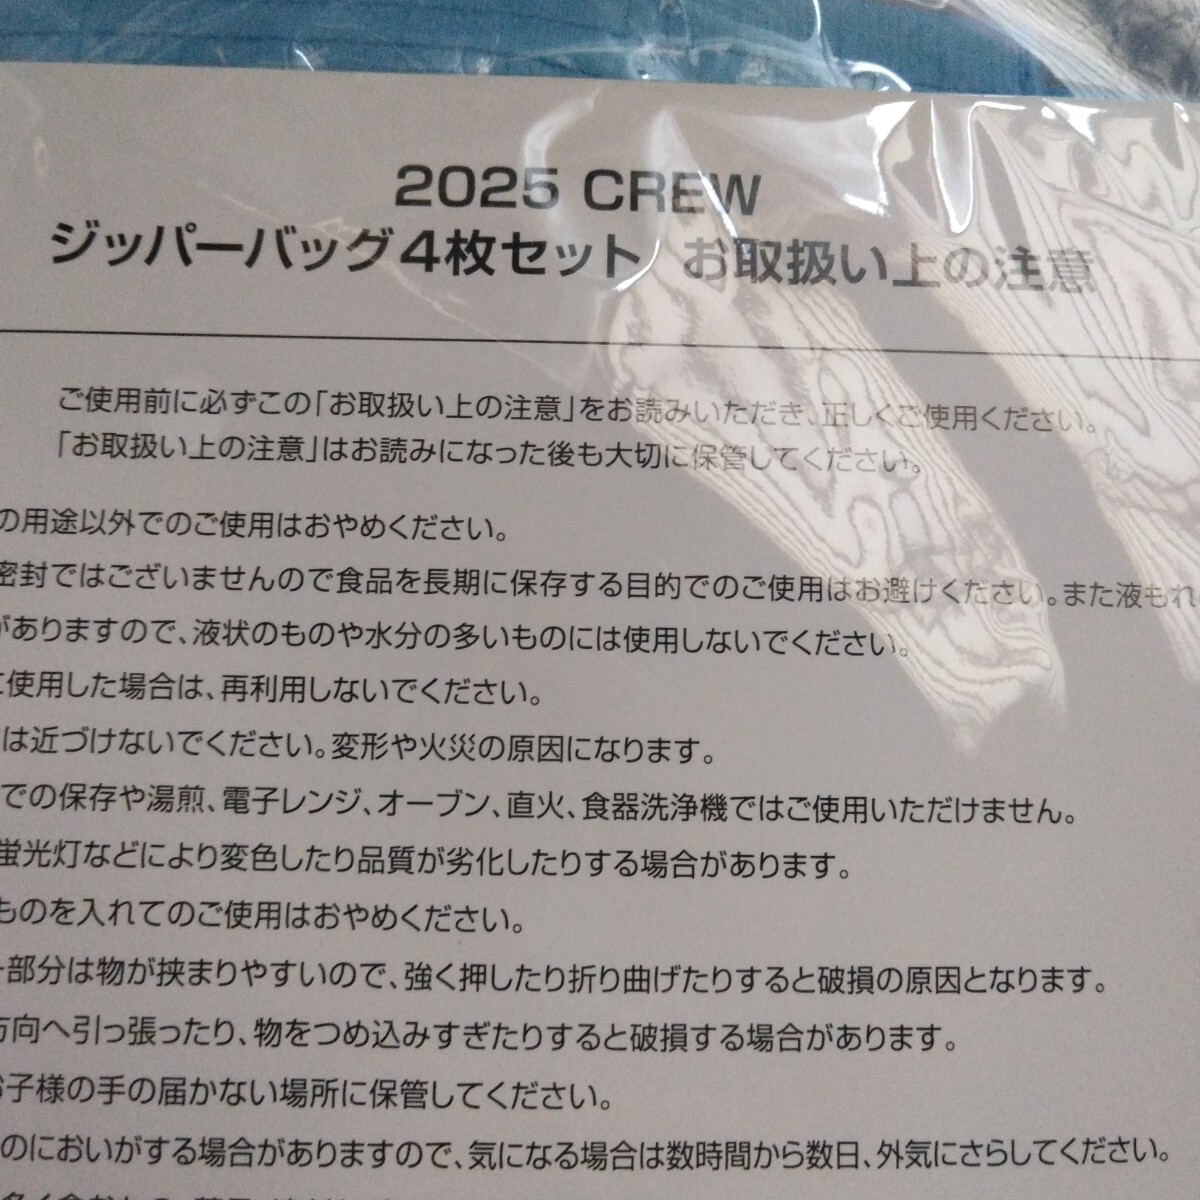 2025 CREW
ジッパーバッグ4枚セット お取扱い上の注意
ご使用前に必ずこの「お取扱い上の注意」をお読みいただき、正しくご使用ください。
「お取扱い上の注意」はお読みになった後も大切に保管してください。
の用途以外でのご使用はおやめください。
密封ではございませんので食品を長期に保存する目的でのご使用はお避けください。また液もれ
がありますので、液状のものや水分の多いものには使用しないでください。
に使用した場合は、再利用しないでください。
は近づけないでください。変形や火災の原因になります。
での保存や湯煎、電子レンジ、オーブン、直火、食器洗浄機ではご使用いただけません。
蛍光灯などにより変色したり品質が劣化したりする場合があります。
ものを入れてのご使用はおやめください。
ー部分は物が挟まりやすいので、強く押したり折り曲げたりすると破損の原因となります。
方向へ引っ張ったり、物をつめ込みすぎたりすると破損する場合があります。
お子様の手の届かない場所に保管してください。
のにおいがする場合がありますので、気になる場合は数時間から数日、外気にさらしてください。